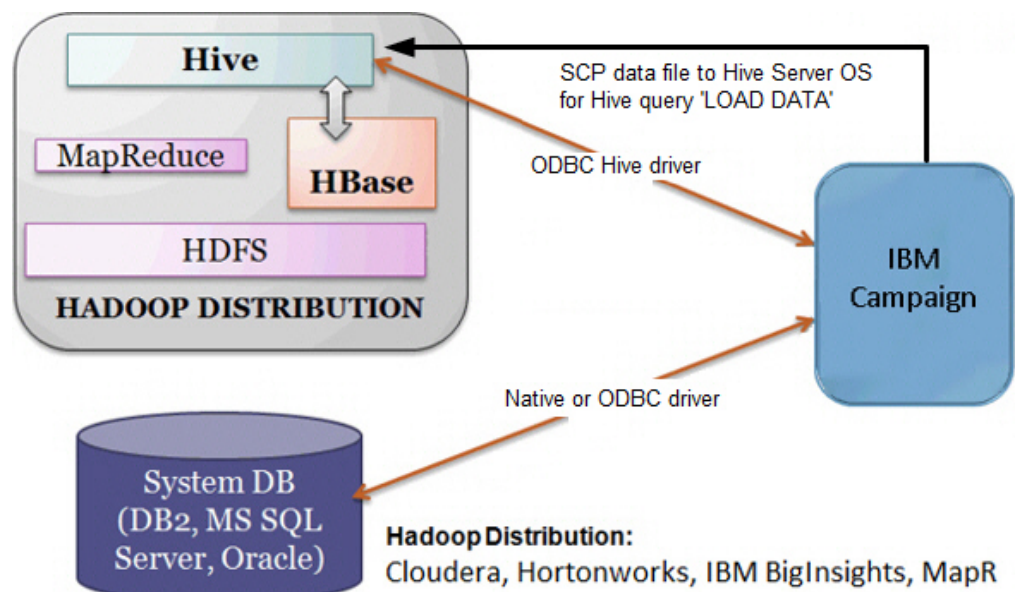 Hive
SCP data file to Hive Server OS
for Hive query 'LOAD DATA'
MapReduce
HBase
ODBC Hive driver
HDFS
HADOOP DISTRIBUTION
IBM
Campaign
Native or ODBC driver
System DB
(DB2, MS SQL
Server, Oracle)
Hadoop Distribution:
Cloudera, Hortonworks, IBM BigInsights, MapR